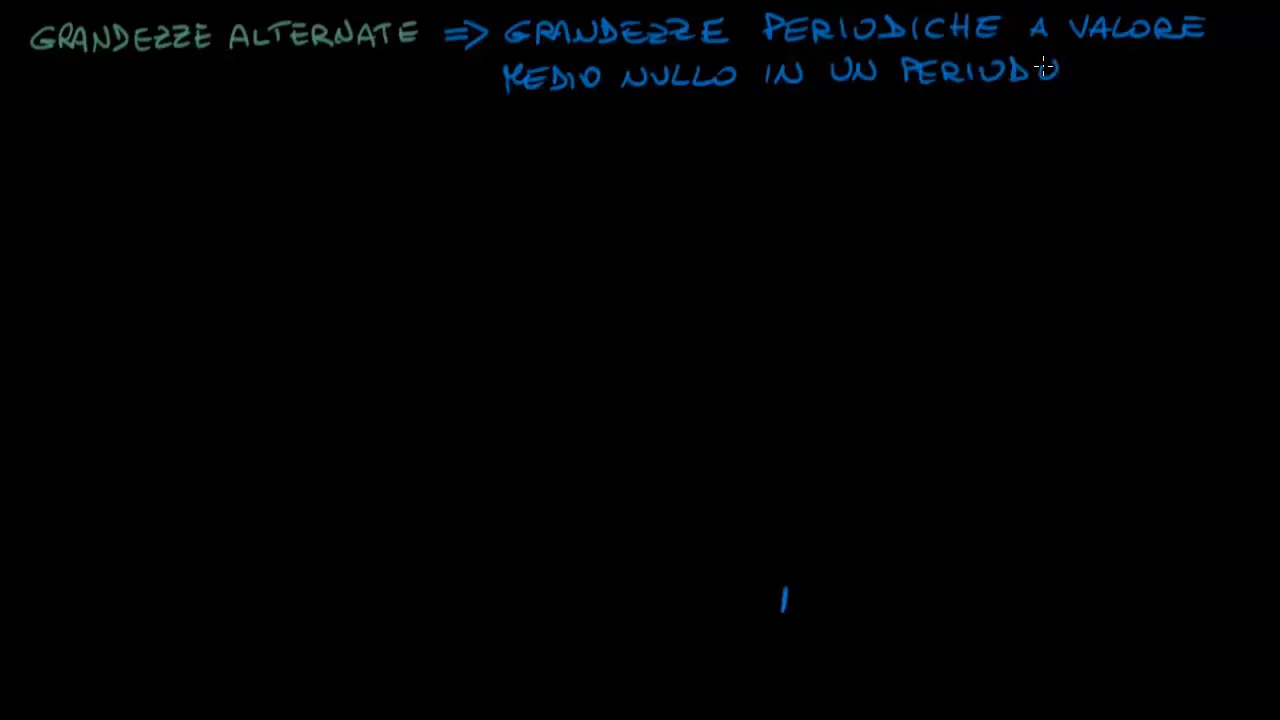 GRANDEZZE ALTERNATE => GRANDEZZE PERIODICHE A VALORE
MEDIO NULLO IN UN PERIODO